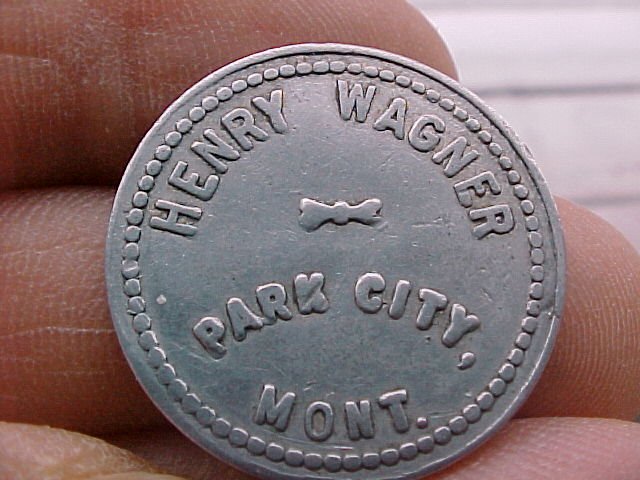 HENRY WAGNER
PARK CITY,
MONT.